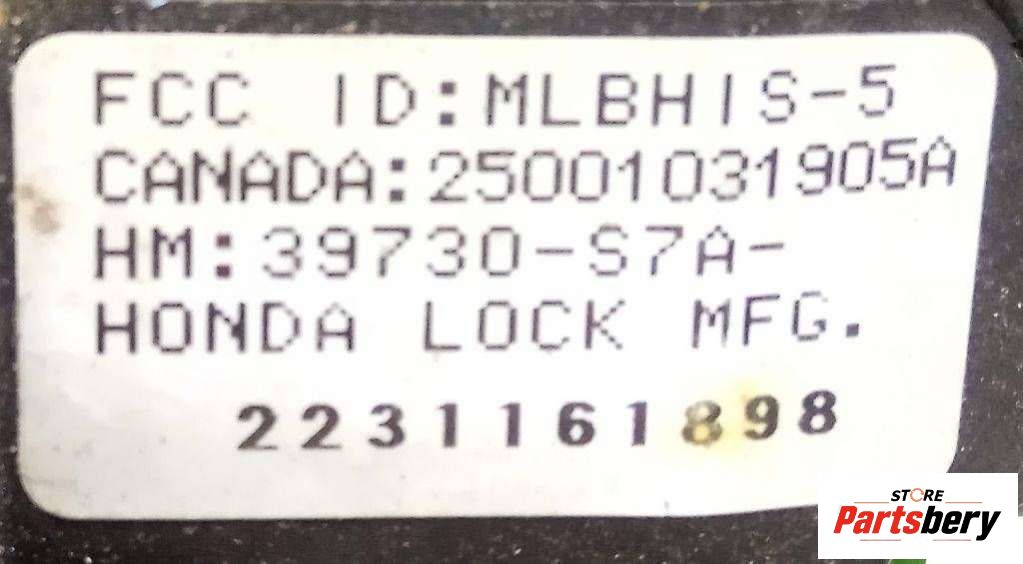 FCC ID:MLBHIS-5
CANADA:25001031905A
HM:39730-S7A-
HONDA LOCK MFG.
2231161898
STORE
Partsbery